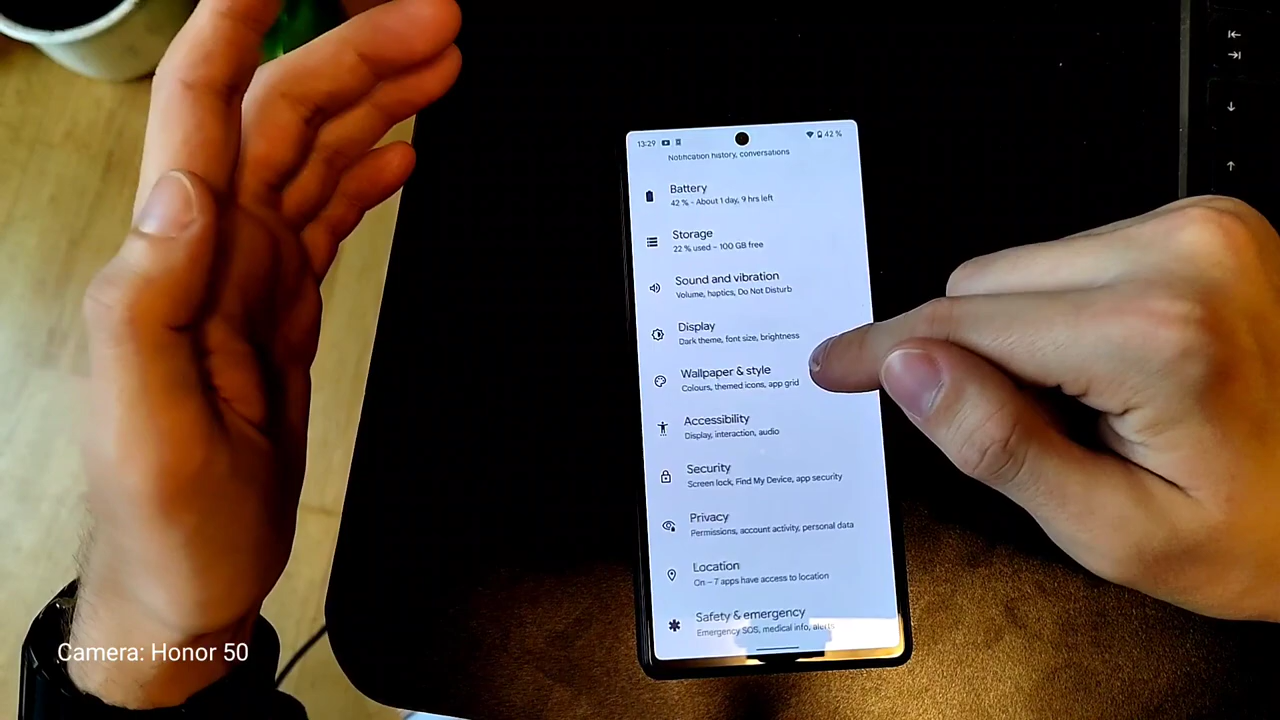 13:29
42 %
Notification history, conversations
Battery
42 % - About 1 day, 9 hrs left
Storage
22 % used – 100 GB free
Sound and vibration
Volume, haptics, Do Not Disturb
Display
Dark theme, font size, brightness
Wallpaper & style
Colours, themed icons, app grid
Accessibility
Display, interaction, audio
Security
Screen lock, Find My Device, app security
Privacy
Permissions, account activity, personal data
Location
On – 7 apps have access to location
Safety & emergency
Emergency SOS, medical info, alerts
Camera: Honor 50